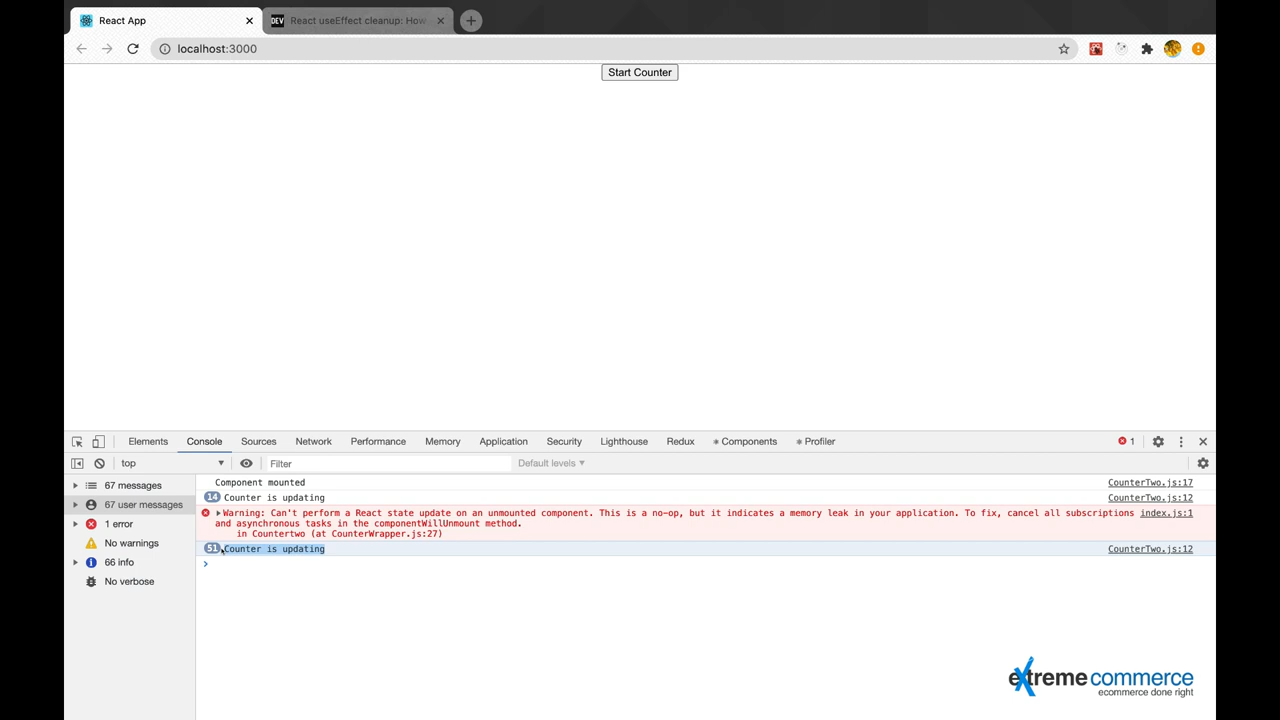 React App
DEV React useEffect cleanup: How
localhost:3000
Start Counter
Elements Console Sources Network Performance Memory Application Security Lighthouse Redux Components Profiler 1
top Filter Default levels
67 messages
67 user messages
1 error
No warnings
66 info
No verbose
Component mounted CounterTwo.js:17
14 Counter is updating CounterTwo.js:12
Warning: Can't perform a React state update on an unmounted component. This is a no-op, but it indicates a memory leak in your application. To fix, cancel all subscriptions index.js:1
and asynchronous tasks in the componentWillUnmount method.
in Countertwo (at CounterWrapper.js:27)
51 Counter is updating CounterTwo.js:12
extreme commerce
ecommerce done right